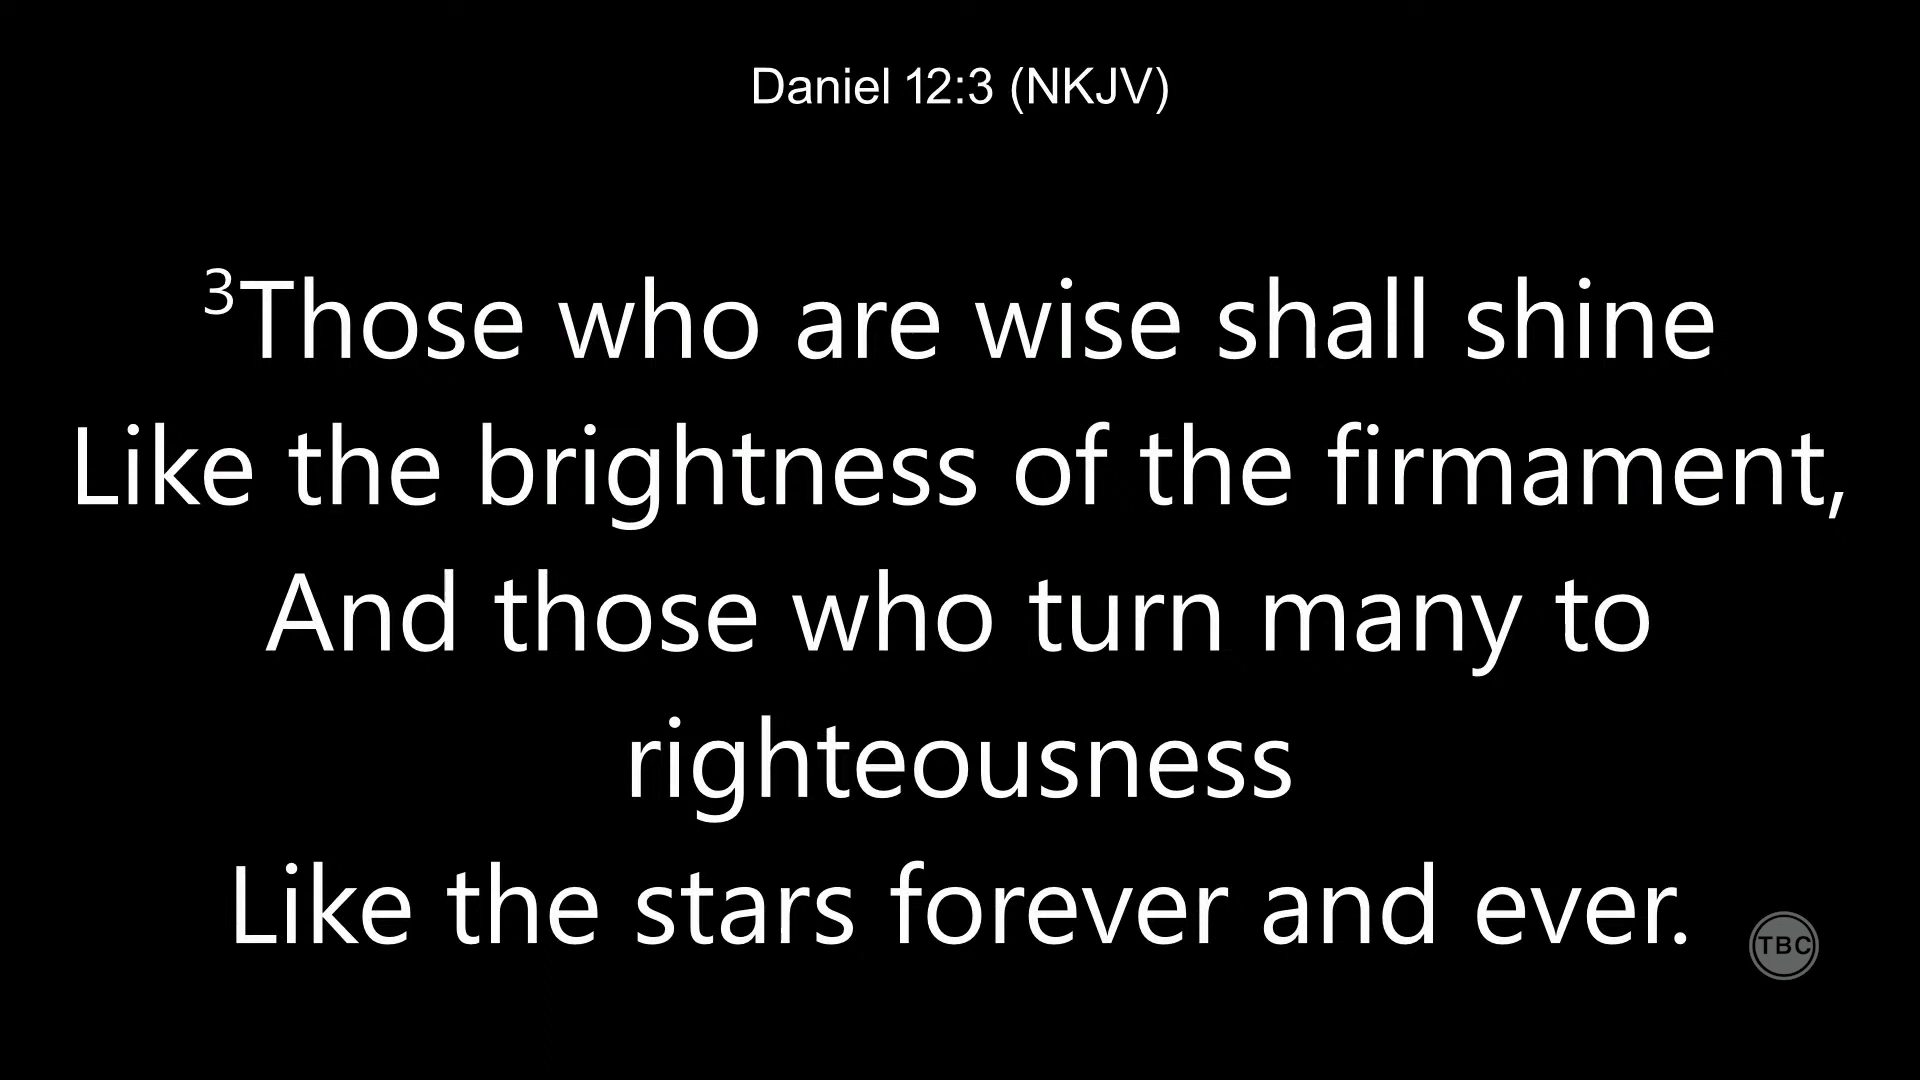 Daniel 12:3 (NKJV)
3Those who are wise shall shine
Like the brightness of the firmament,
And those who turn many to
righteousness
Like the stars forever and ever.
TBC